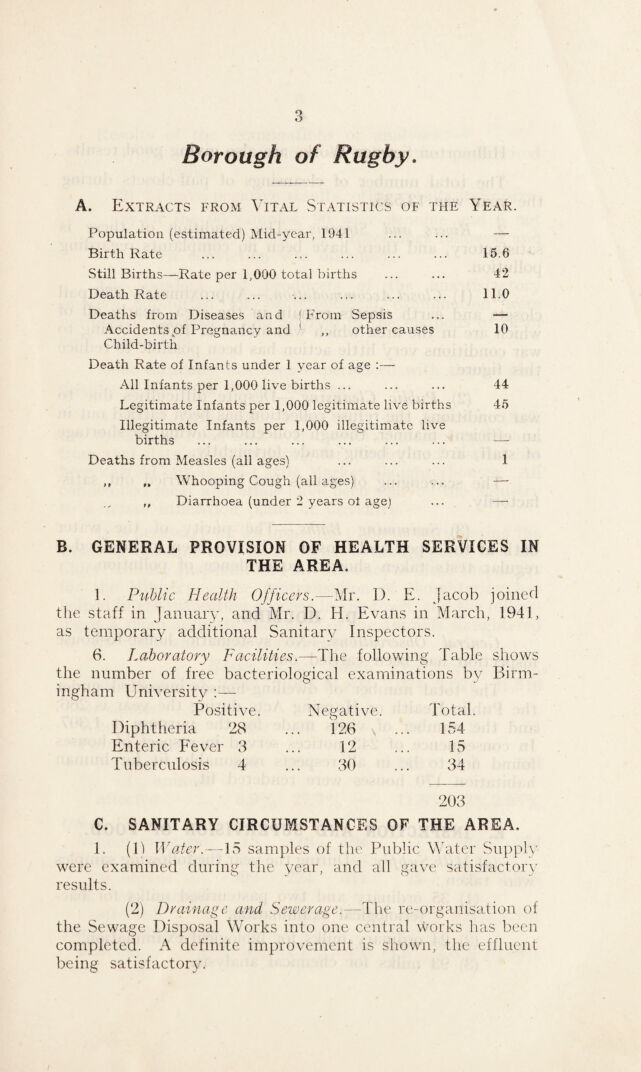 3
Borough of Rugby.
A. EXTRACTS FROM VITAL STATISTICS OF THE YEAR.
Population (estimated) Mid-year, 1941 ... ... —
Birth Rate ... ... ... ... ... ... 15.6
Still Births—Rate per 1,000 total births ... ... 42
Death Rate ... ... ... ... ... ... 11.0
Deaths from Diseases and { From Sepsis ... —
Accidents of Pregnancy and { ,, other causes 10
Child-birth
Death Rate of Infants under 1 year of age :—
All Infants per 1,000 live births ... ... ... 44
Legitimate Infants per 1,000 legitimate live births 45
Illegitimate Infants per 1,000 illegitimate live
births ... ... ... ... ... ... —
Deaths from Measles (all ages) ... ... ... 1
,, ,, Whooping Cough (all ages) ... ... —
,, ,, Diarrhoea (under 2 years of age) ... —
B. GENERAL PROVISION OF HEALTH SERVICES IN
THE AREA.
1. Public Health Officers.—Mr. D. E. Jacob joined
the staff in January, and Mr. D. H. Evans in March, 1941,
as temporary additional Sanitary Inspectors.
6. Laboratory Facilities.—The following Table shows
the number of free bacteriological examinations by Birm-
ingham University :—
Positive. Negative. Total.
Diphtheria 28 ... 126 ... 154
Enteric Fever 3 ... 12 ... 15
Tuberculosis 4 ... 30 ... 34
203
C. SANITARY CIRCUMSTANCES OF THE AREA.
1. (1) Water.—15 samples of the Public Water Supply
were examined during the year, and all gave satisfactory
results.
(2) Drainage and Sewerage.—The re-organisation of
the Sewage Disposal Works into one central works has been
completed. A definite improvement is shown, the effluent
being satisfactory.